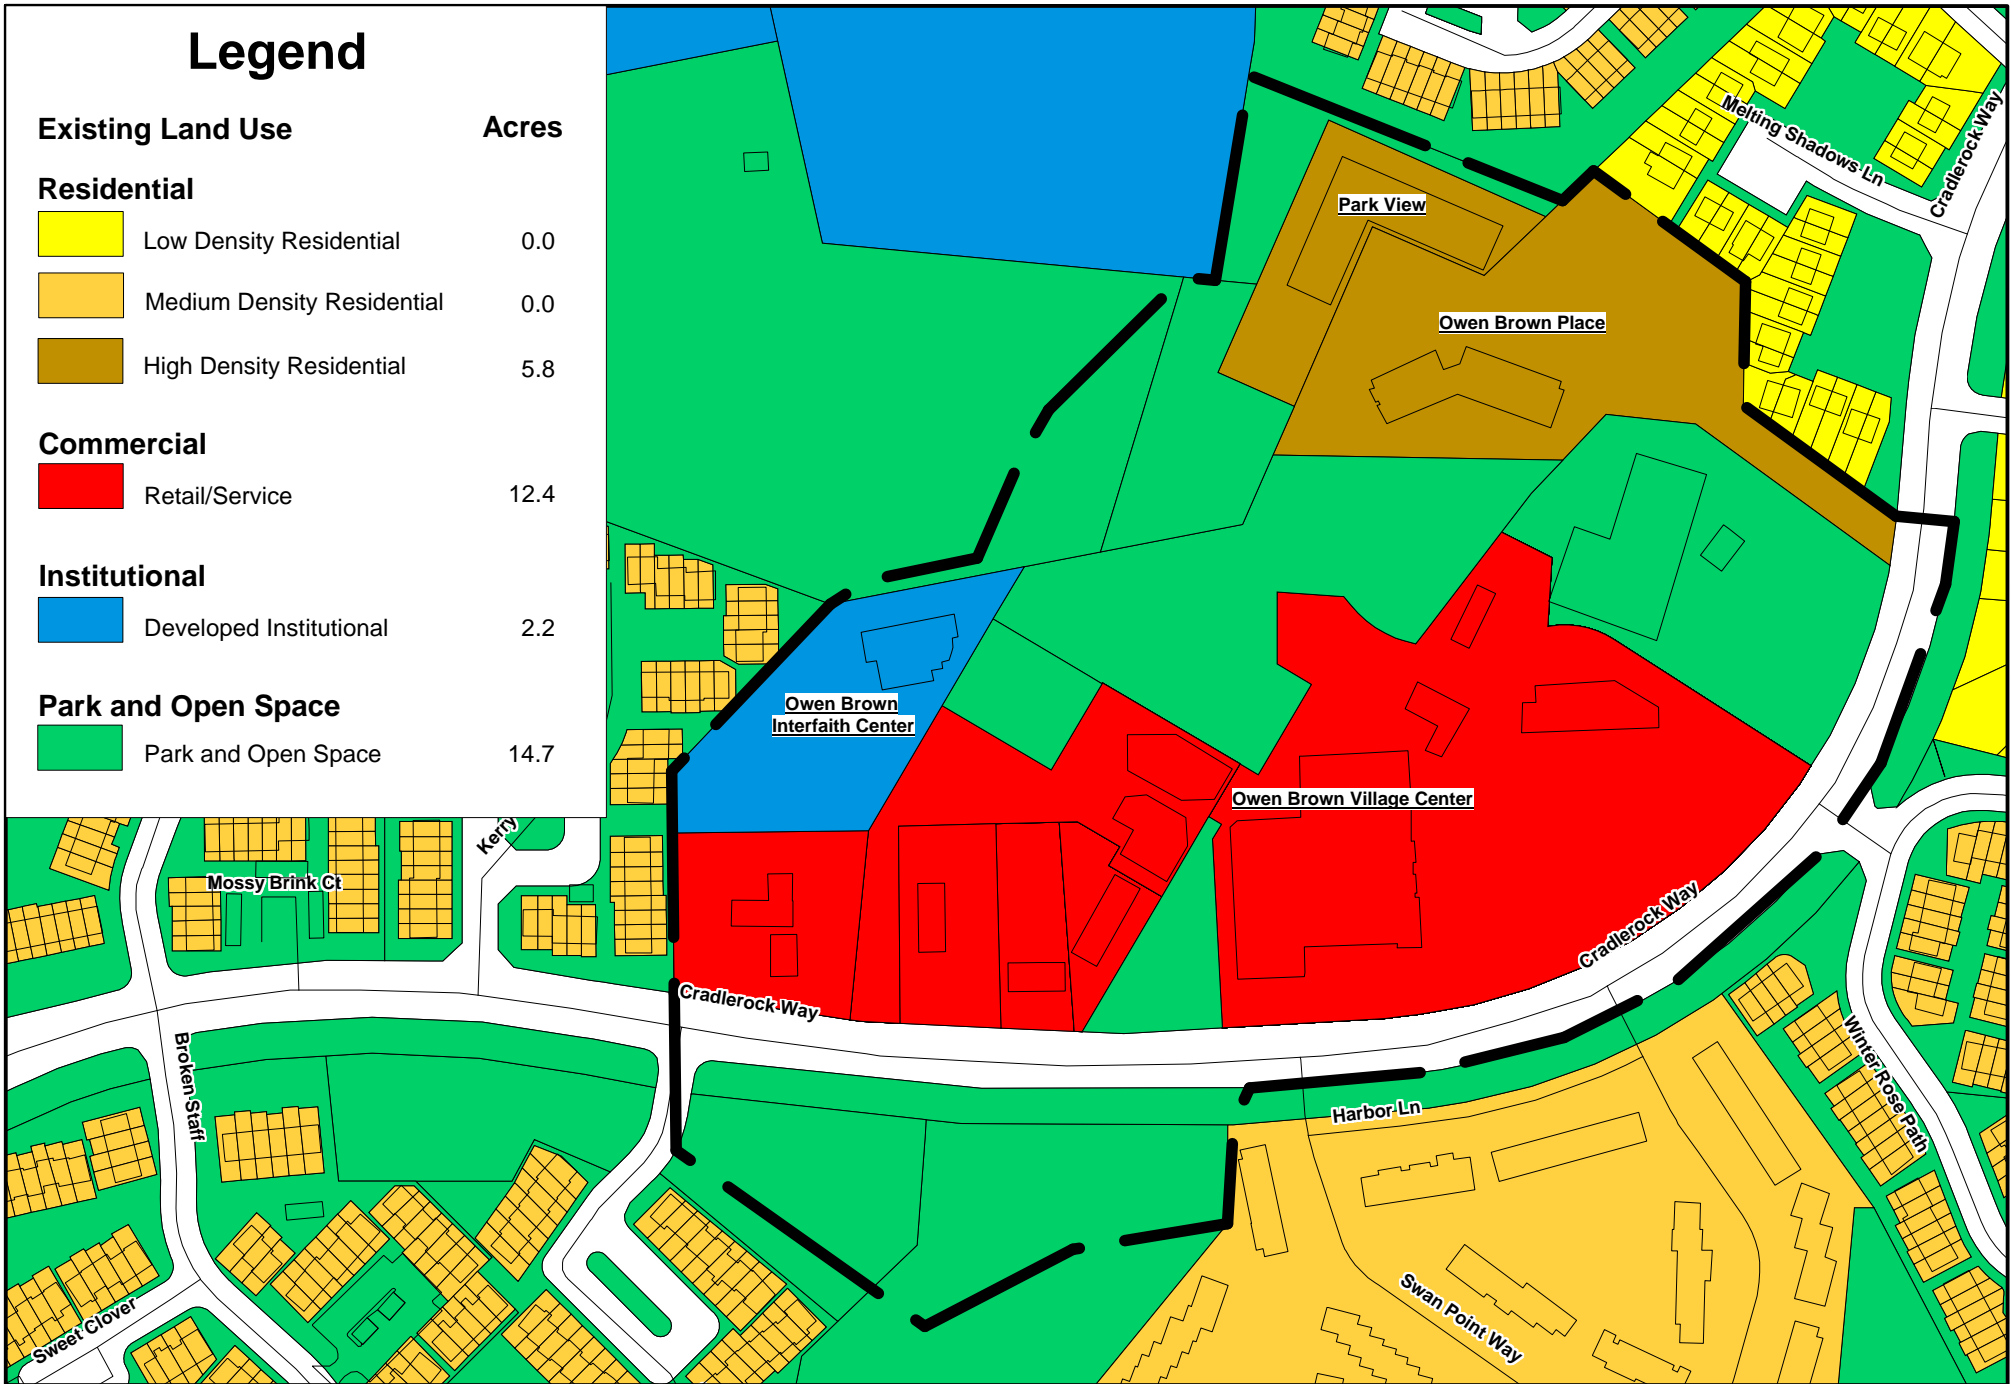 Legend
Existing Land Use Acres
Residential
Low Density Residential 0.0
Medium Density Residential 0.0
High Density Residential 5.8
Commercial
Retail/Service 12.4
Institutional
Developed Institutional 2.2
Park and Open Space
Park and Open Space 14.7
Melting Shadows Ln
Cradlerock Way
Park View
Owen Brown Place
Owen Brown
Interfaith Center
Owen Brown Village Center
Kerry
Mossy Brink Ct
Cradlerock Way
Cradlerock Way
Broken Staff
Harbor Ln
Winter Rose Path
Swan Point Way
Sweet Clover